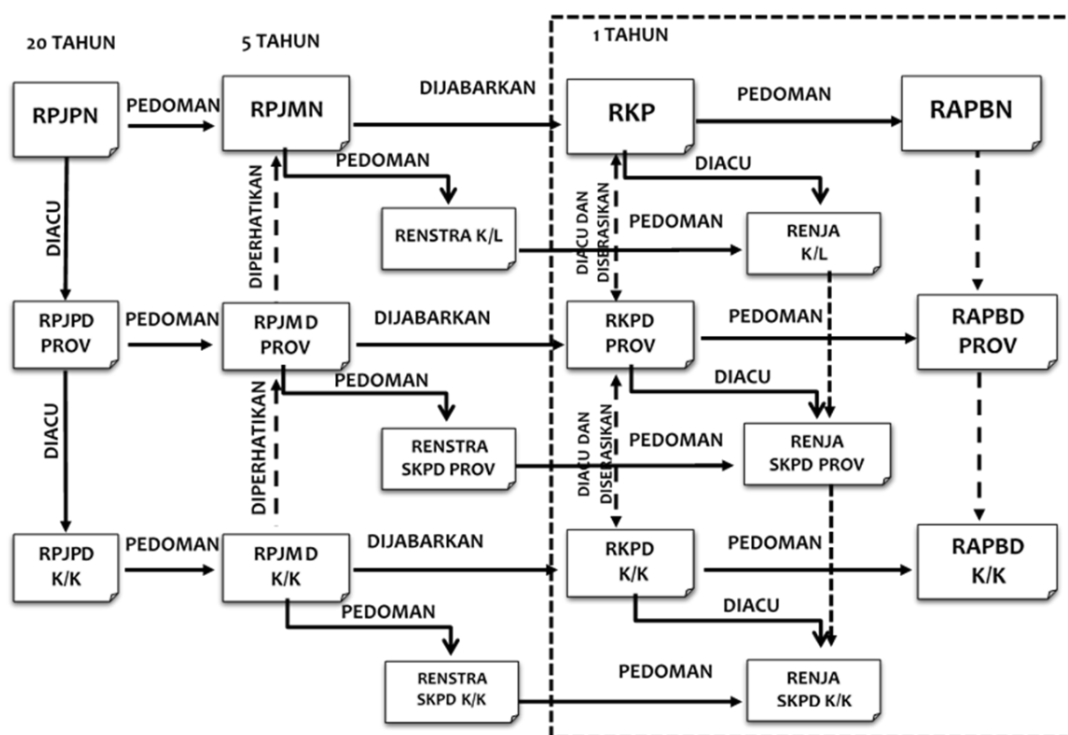 20 TAHUN
5 TAHUN
1 TAHUN
RPJPN
PEDOMAN
RPJMN
DIJABARKAN
RKP
PEDOMAN
RAPBN
DIACU
DIPERHATIKAN
PEDOMAN
RENSTRA K/L
DIACU DAN
DISERASIKAN
PEDOMAN
DIACU
RENJA
K/L
RPJPD
PROV
PEDOMAN
RPJMD
PROV
DIJABARKAN
RKPD
PROV
PEDOMAN
RAPBD
PROV
DIACU
DIPERHATIKAN
PEDOMAN
RENSTRA
SKPD PROV
DIACU DAN
DISERASIKAN
PEDOMAN
DIACU
RENJA
SKPD PROV
RPJPD
K/K
PEDOMAN
RPJMD
K/K
DIJABARKAN
RKPD
K/K
PEDOMAN
RAPBD
K/K
PEDOMAN
RENSTRA
SKPD K/K
PEDOMAN
DIACU
RENJA
SKPD K/K